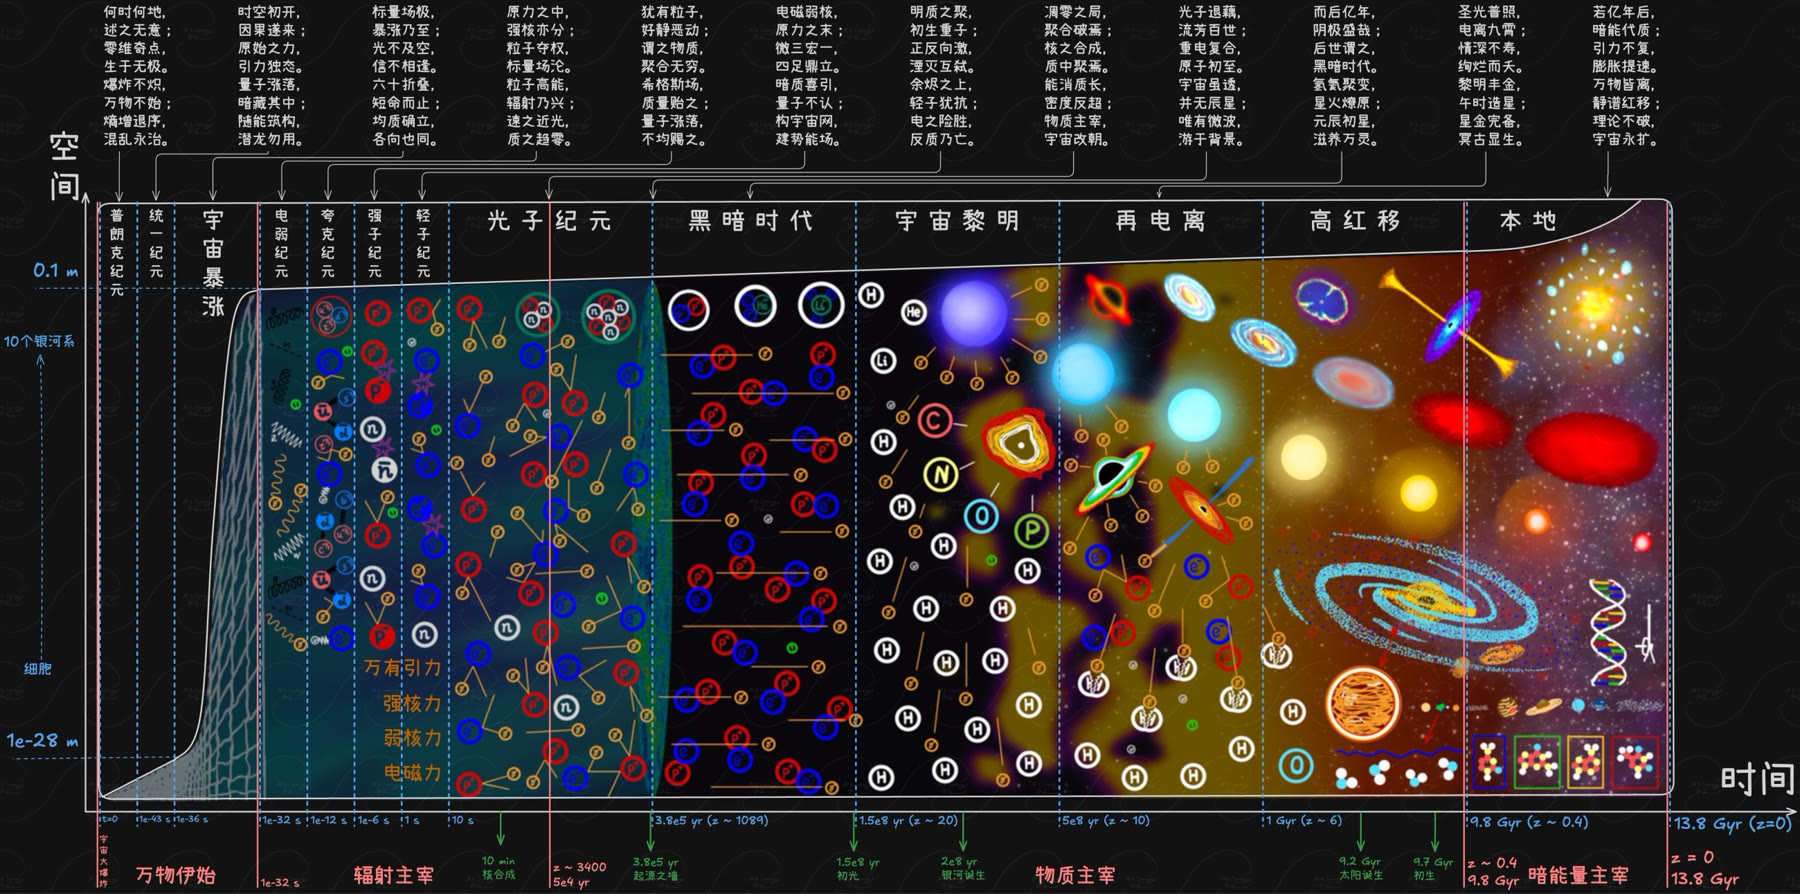 何时何地,
述之无意;
零维奇点,
生于无极。
爆炸不炽,
万物不始;
熵增退序,
混乱永治。
时空初开,
因果遂来;
原始之力,
引力独态。
量子涨落,
暗藏其中;
随能筑构,
潜龙勿用。
标量场极,
暴涨乃至;
光不及空,
信不相逢。
六十折叠,
短命而止;
均质确立,
各向也同。
原力之中,
强核亦分;
粒子夺权,
标量场沦。
粒子高能,
辐射乃兴;
速之近光,
质之趋零。
犹有粒子,
好静恶动;
谓之物质,
聚合无穷。
希格斯场,
质量贻之;
量子涨落,
不均赐之。
电磁弱核,
原力之末;
微三宏一,
四足鼎立。
暗质喜引,
量子不认;
构宇宙网,
建势能场。
明质之聚,
初生重子;
正反向激,
湮灭互弑。
余烬之上,
轻子犹抗;
电之险胜,
反质乃亡。
凋零之局,
聚合破焉;
核之合成,
质中聚焉。
能消质长,
密度反超;
物质主宰,
宇宙改朝。
光子退藕,
流芳百世;
重电复合,
原子初至。
宇宙虽透,
并无辰星;
唯有微波,
游于背景。
而后亿年,
阴极盛哉;
后世谓之,
黑暗时代。
氢氦聚变,
星火燎原;
元辰初星,
滋养万灵。
圣光普照,
电离九霄;
情深不寿,
绚烂而夭。
黎明丰金,
午时造星;
星金完备,
冥古显生。
若亿年后,
暗能代质;
引力不复,
膨胀提速。
万物皆离,
静谱红移;
理论不破,
宇宙永扩。
空间
普朗克纪元
统一纪元
宇宙暴涨
电弱纪元
夸克纪元
强子纪元
轻子纪元
光子纪元
黑暗时代
宇宙黎明
再电离
高红移
本地
0.1 m
10个银河系
细胞
1e-28 m
万有引力
强核力
弱核力
电磁力
H
He
Li
C
N
O
P
时间
t=0
1e-43 s
1e-36 s
1e-32 s
1e-12 s
1e-6 s
1 s
10 s
3.8e5 yr (z ~ 1089)
1.5e8 yr (z ~ 20)
5e8 yr (z ~ 10)
1 Gyr (z ~ 6)
9.8 Gyr (z ~ 0.4)
13.8 Gyr (z=0)
宇宙大爆炸
万物伊始
1e-32 s
辐射主宰
10 min
核合成
z ~ 3400
5e4 yr
3.8e5 yr
起源之墙
1.5e8 yr
初光
2e8 yr
银河诞生
物质主宰
9.2 Gyr
太阳诞生
9.7 Gyr
初生
z ~ 0.4
9.8 Gyr
暗能量主宰
z = 0
13.8 Gyr